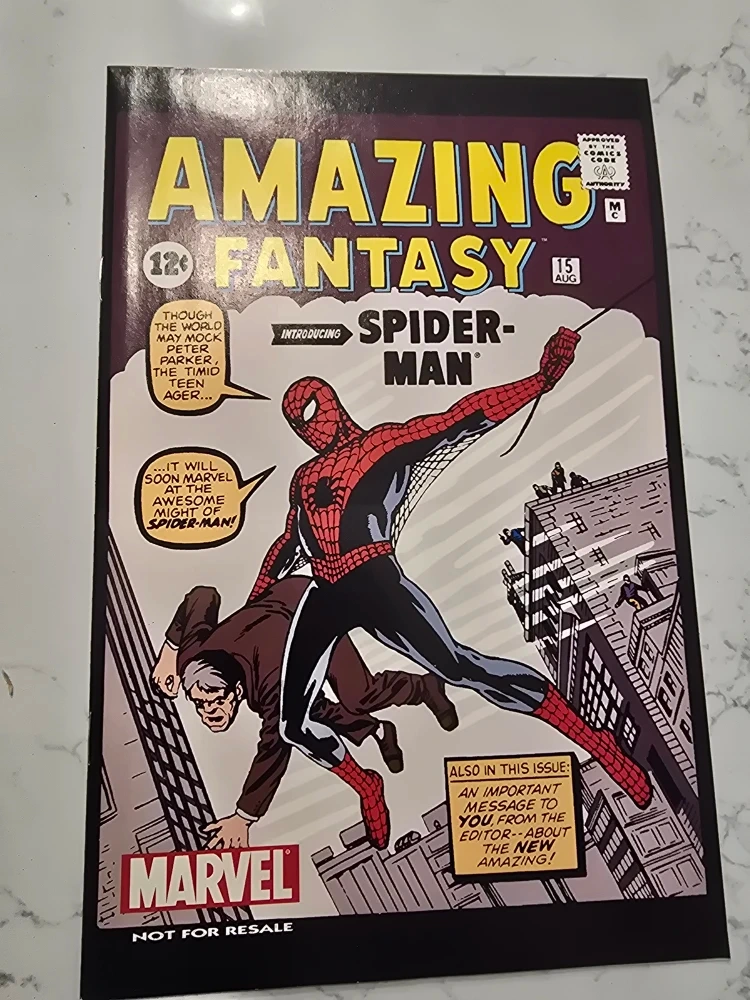 AMAZING
FANTASY™
APPROVED
BY THE
COMICS
CODE
CA
AUTHORITY
M
C
12¢
15
AUG
INTRODUCING
SPIDER-
MAN®
THOUGH
THE WORLD
MAY MOCK
PETER
PARKER,
THE TIMID
TEEN
AGER...
...IT WILL
SOON MARVEL
AT THE
AWESOME
MIGHT OF
SPIDER-MAN!
ALSO IN THIS ISSUE:
AN IMPORTANT
MESSAGE TO
YOU, FROM THE
EDITOR--ABOUT
THE NEW
AMAZING!
MARVEL®
NOT FOR RESALE